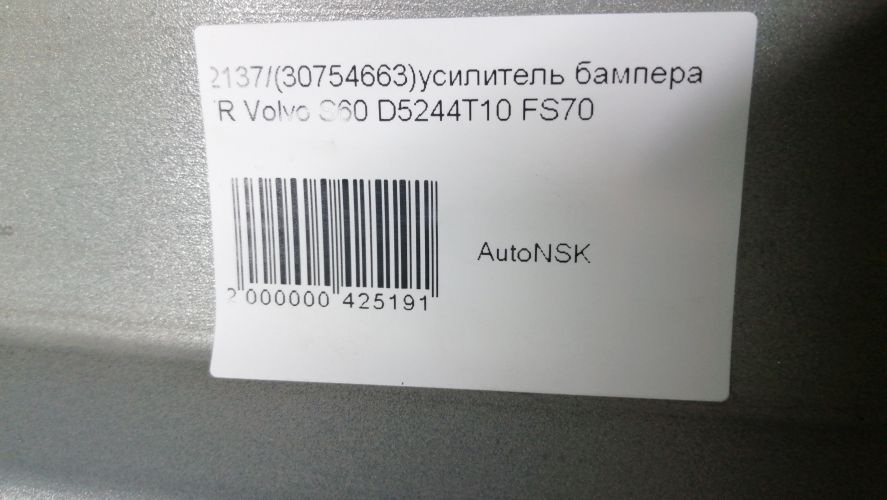 2137/(30754663)усилитель бампера
R Volvo S60 D5244T10 FS70
AutoNSK
2 000000 425191